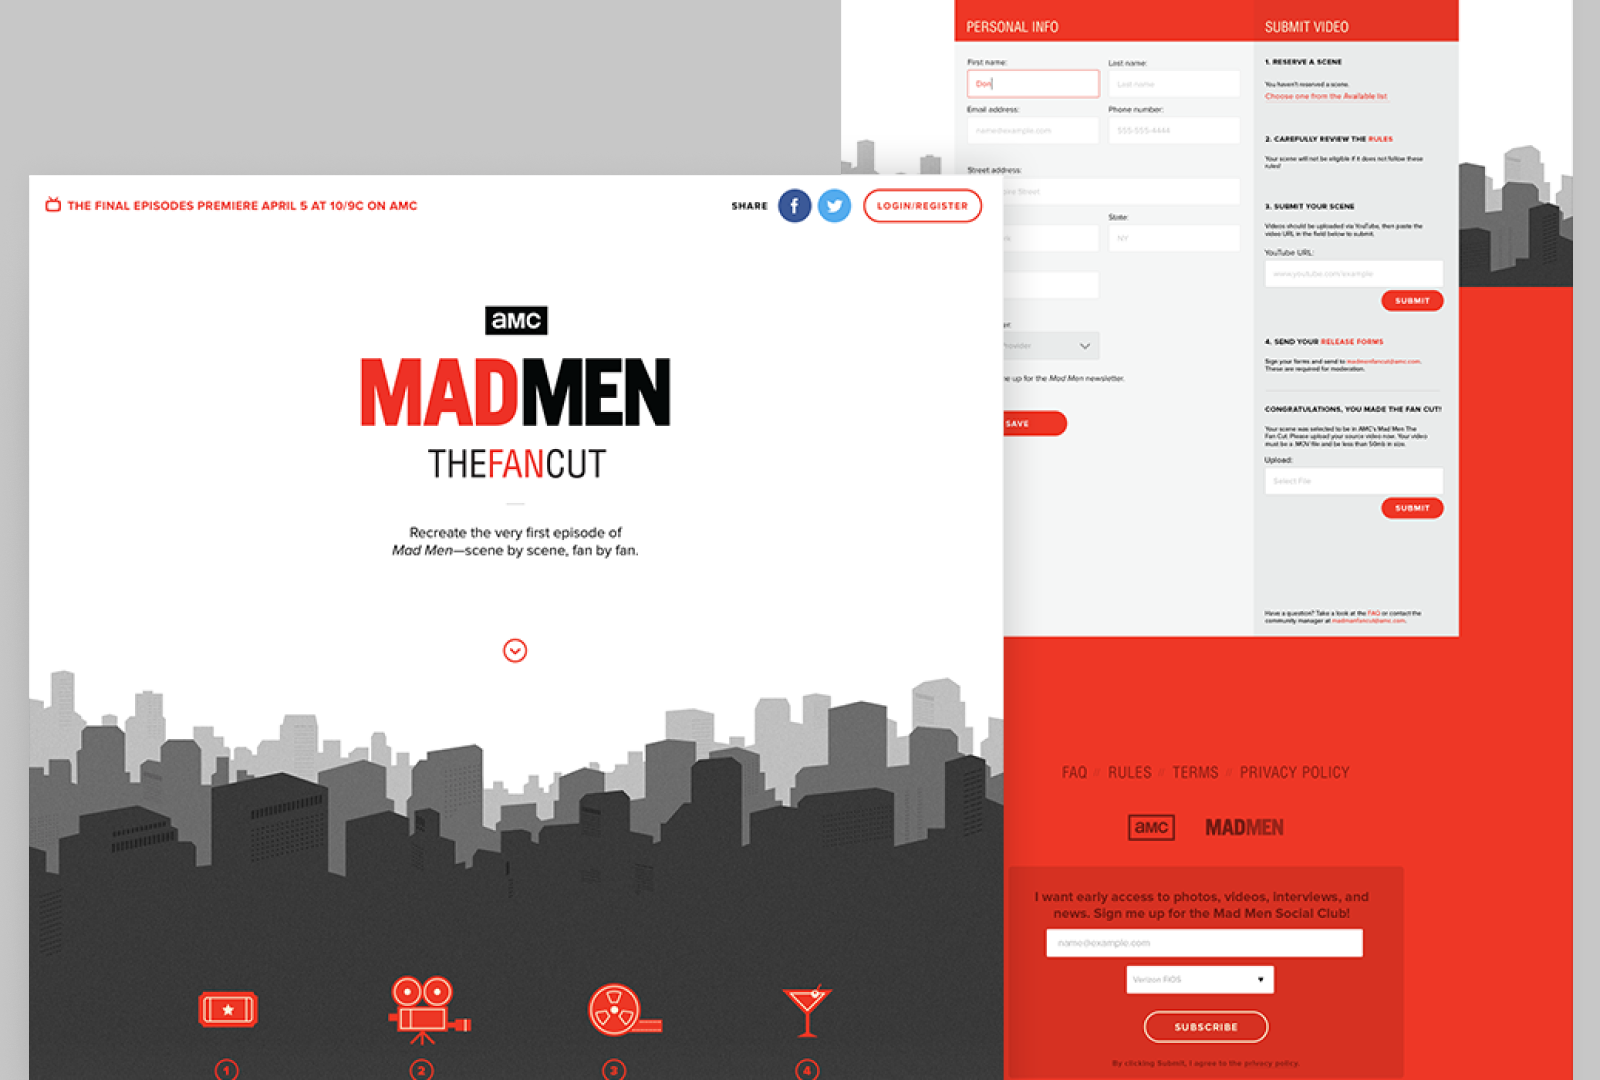 THE FINAL EPISODES PREMIERE APRIL 5 AT 10/9C ON AMC
SHARE
LOGIN/REGISTER
aMC
MADMEN
THEFANCUT
Recreate the very first episode of
Mad Men—scene by scene, fan by fan.
1
2
3
4
PERSONAL INFO
First name:
Don
Last name:
Last name
Email address:
name@example.com
Phone number:
555-555-4444
Street address:
Street
State:
NY
Provider
me up for the Mad Men newsletter.
SAVE
SUBMIT VIDEO
1. RESERVE A SCENE
You haven't reserved a scene.
Choose one from the Available list
2. CAREFULLY REVIEW THE RULES
Your scene will not be eligible if it does not follow these
rules!
3. SUBMIT YOUR SCENE
Videos should be uploaded via YouTube, then paste the
video URL in the field below to submit.
YouTube URL:
www.youtube.com/example
SUBMIT
4. SEND YOUR RELEASE FORMS
Sign your forms and send to madmenfancut@amc.com.
These are required for moderation.
CONGRATULATIONS, YOU MADE THE FAN CUT!
Your scene was selected to be in AMC's Mad Men The
Fan Cut. Please upload your source video now. Your video
must be a .MOV file and be less than 50mb in size.
Upload:
Select File
SUBMIT
Have a question? Take a look at the FAQ or contact the
community manager at madmanfancut@amc.com.
FAQ // RULES // TERMS // PRIVACY POLICY
aMC
MADMEN
I want early access to photos, videos, interviews, and
news. Sign me up for the Mad Men Social Club!
name@example.com
Verizon FiOS
SUBSCRIBE
By clicking Submit, I agree to the privacy policy.